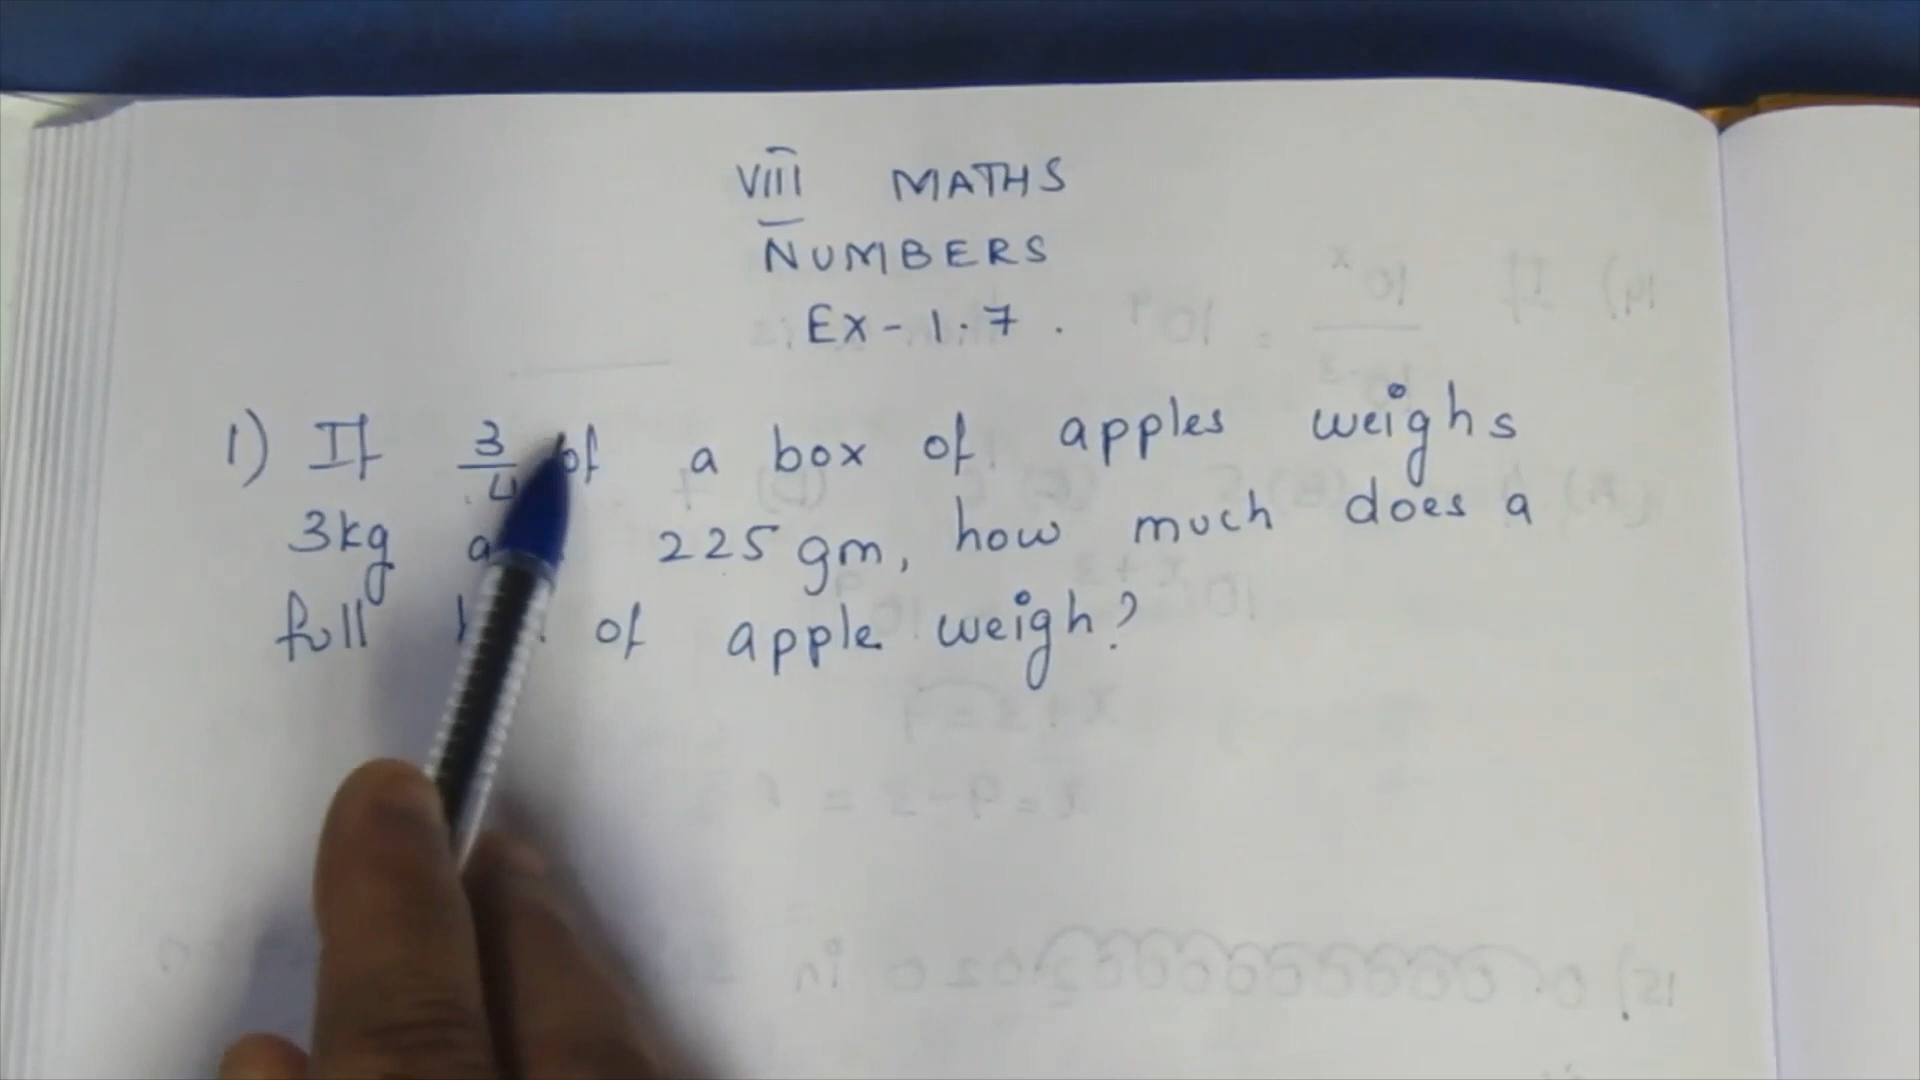 VIII MATHS
NUMBERS
Ex-1.7.
1) If 3/4 of a box of apples weighs
3kg 225 gm, how much does a
full of apple weigh?